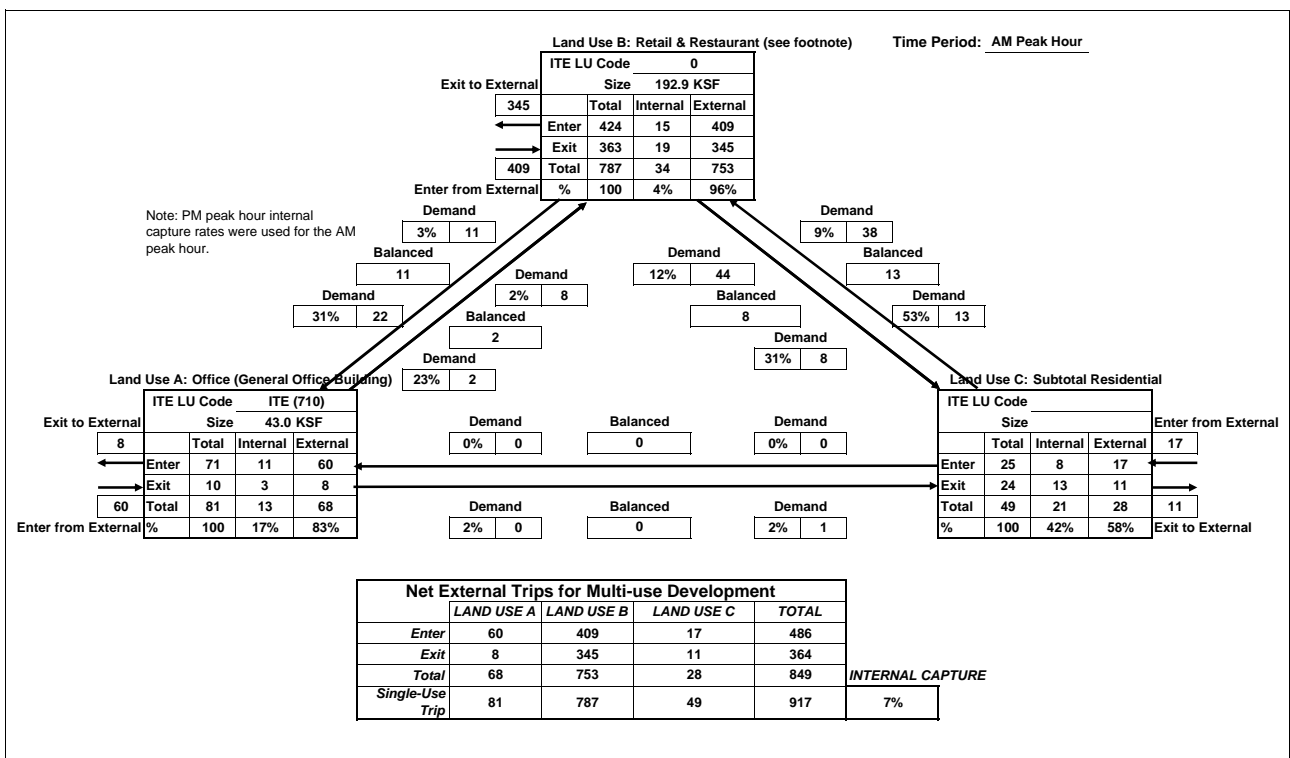 Land Use B: Retail & Restaurant (see footnote) Time Period: AM Peak Hour
ITE LU Code 0
Exit to External Size 192.9 KSF
345 Total Internal External
Enter 424 15 409
Exit 363 19 345
409 Total 787 34 753
Enter from External % 100 4% 96%
Note: PM peak hour internal
capture rates were used for the AM
peak hour.
Demand Demand
3% 11 9% 38
Balanced Demand Demand Balanced
11 2% 8 12% 44 13
Demand Balanced Balanced Demand
31% 22 2 8 53% 13
Demand Demand
23% 2 31% 8
Land Use A: Office (General Office Building) Land Use C: Subtotal Residential
ITE LU Code ITE (710) ITE LU Code
Exit to External Size 43.0 KSF Demand Balanced Demand Size Enter from External
8 Total Internal External 0% 0 0 0% 0 Total Internal External 17
Enter 71 11 60 Enter 25 8 17
Exit 10 3 8 Exit 24 13 11
60 Total 81 13 68 Demand Balanced Demand Total 49 21 28 11
Enter from External % 100 17% 83% 2% 0 0 2% 1 % 100 42% 58% Exit to External
Net External Trips for Multi-use Development
LAND USE A LAND USE B LAND USE C TOTAL
Enter 60 409 17 486
Exit 8 345 11 364
Total 68 753 28 849 INTERNAL CAPTURE
Single-Use
Trip 81 787 49 917 7%